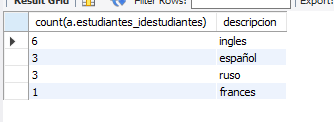 Result Grid Filter Rows: Export:
count(a.estudiantes_idestudiantes) descripcion
6 ingles
3 español
3 ruso
1 frances